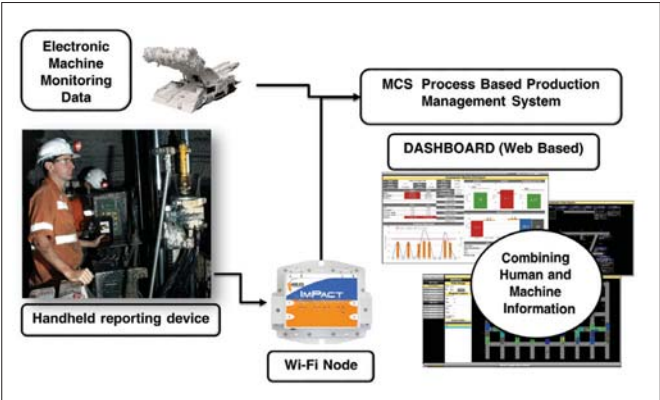 Electronic
Machine
Monitoring
Data
MCS Process Based Production
Management System
DASHBOARD (Web Based)
Combining
Human and
Machine
Information
IMPACT
Handheld reporting device
Wi-Fi Node